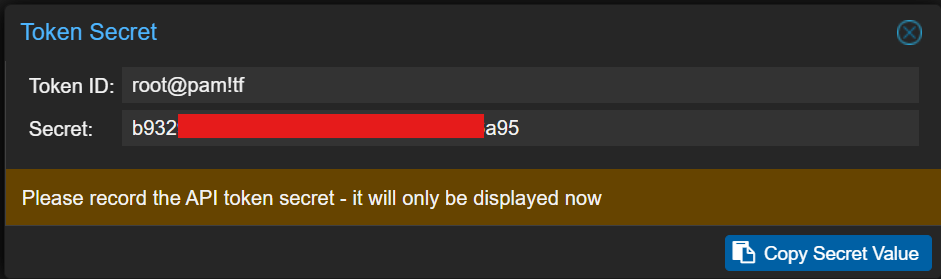 Token Secret
Token ID: root@pam!tf
Secret: b932 a95
Please record the API token secret - it will only be displayed now
Copy Secret Value